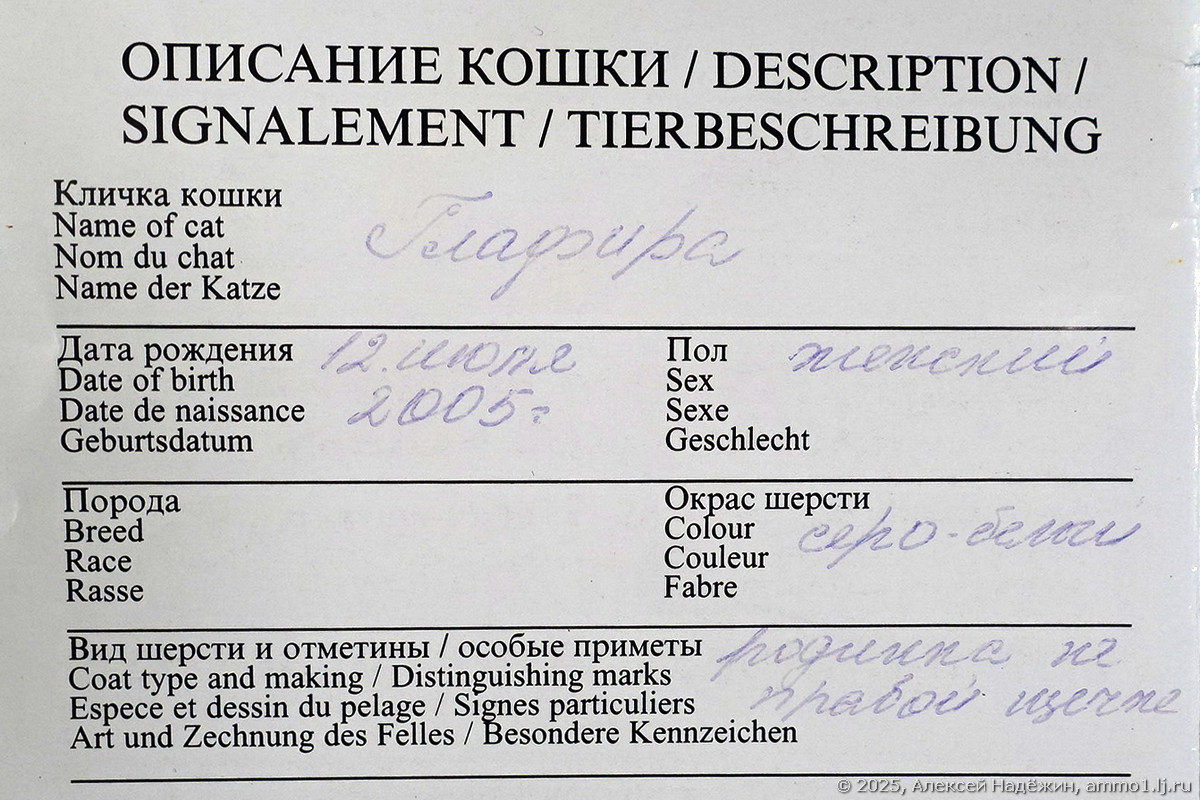 ОПИСАНИЕ КОШКИ / DESCRIPTION /
SIGNALEMENT / TIERBESCHREIBUNG
Кличка кошки
Name of cat
Nom du chat
Name der Katze
Глафира
Дата рождения
Date of birth
Date de naissance
Geburtsdatum
12. июня
2005 г
Пол
Sex
Sexe
Geschlecht
женский
Порода
Breed
Race
Rasse
Окрас шерсти
Colour
Couleur
Fabre
серо-белый
Вид шерсти и отметины / особые приметы
Coat type and making / Distinguishing marks
Espece et dessin du pelage / Signes particuliers
Art und Zechnung des Felles / Besondere Kennzeichen
родинка на
правой щечке
© 2025, Алексей Надёжин, ammo1.lj.ru